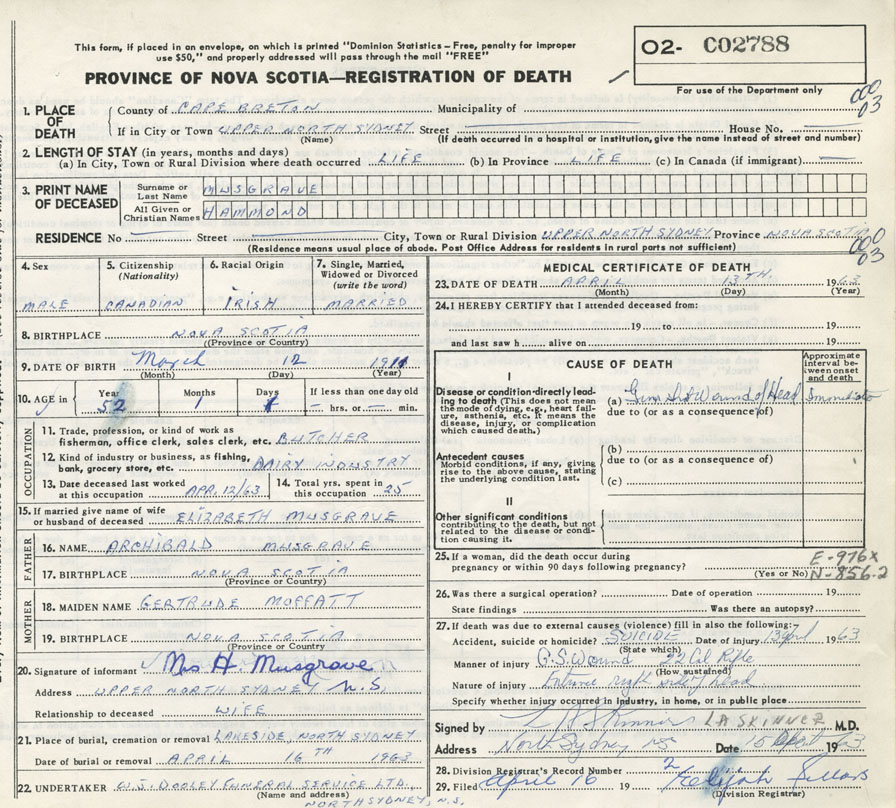 This form, if placed in an envelope, on which is printed "Dominion Statistics – Free, penalty for improper
use $50," and properly addressed will pass through the mail "FREE"
PROVINCE OF NOVA SCOTIA—REGISTRATION OF DEATH
O2- C02788
For use of the Department only
000
03
1. PLACE OF DEATH
County of CAPE BRETON Municipality of
If in City or Town UPPER NORTH SYDNEY Street House No.
(Name) (If death occurred in a hospital or institution, give the name instead of street and number)
2. LENGTH OF STAY (in years, months and days)
(a) In City, Town or Rural Division where death occurred LIFE (b) In Province LIFE (c) In Canada (if immigrant) —
3. PRINT NAME OF DECEASED
Surname or Last Name MUSGRAVE
All Given or Christian Names HAMMOND
RESIDENCE No Street City, Town or Rural Division UPPER NORTH SYDNEY Province NOVA SCOTIA
(Residence means usual place of abode. Post Office Address for residents in rural parts not sufficient)
000
03
4. Sex MALE
5. Citizenship (Nationality) CANADIAN
6. Racial Origin IRISH
7. Single, Married, Widowed or Divorced (write the word) MARRIED
8. BIRTHPLACE NOVA SCOTIA
(Province or Country)
9. DATE OF BIRTH March 12 1911
(Month) (Day) (Year)
10. AGE in Years 52 Months 1 Days 1 If less than one day old — hrs. or — min.
OCCUPATION
11. Trade, profession, or kind of work as fisherman, office clerk, sales clerk, etc. BUTCHER
12. Kind of industry or business, as fishing, bank, grocery store, etc. DAIRY INDUSTRY
13. Date deceased last worked at this occupation APR. 12/63
14. Total yrs. spent in this occupation 25
15. If married give name of wife or husband of deceased ELIZABETH MUSGRAVE
FATHER
16. NAME ARCHIBALD MUSGRAVE
17. BIRTHPLACE NOVA SCOTIA
(Province or Country)
MOTHER
18. MAIDEN NAME GERTRUDE MOFFATT
19. BIRTHPLACE NOVA SCOTIA
(Province or Country)
20. Signature of informant Mrs H. Musgrove
Address UPPER NORTH SYDNEY N.S
Relationship to deceased WIFE
21. Place of burial, cremation or removal LAKESIDE, NORTH SYDNEY
Date of burial or removal APRIL 16 TH 1963
22. UNDERTAKER W.J. DOOLEY FUNERAL SERVICE LTD.,
(Name and address)
NORTH SYDNEY, N.S.
MEDICAL CERTIFICATE OF DEATH
23. DATE OF DEATH APRIL 13TH. 1963
(Month) (Day) (Year)
24. I HEREBY CERTIFY that I attended deceased from:
19 to 19
and last saw h alive on 19
CAUSE OF DEATH
Approximate interval between onset and death
I
Disease or condition directly leading to death (This does not mean the mode of dying, e.g., heart failure, asthenia, etc. It means the disease, injury, or complication which caused death.)
(a) Gun Shot Wound of Head Immediate
due to (or as a consequence of)
Antecedent causes
Morbid conditions, if any, giving rise to the above cause, stating the underlying condition last.
(b)
due to (or as a consequence of)
(c)
II
Other significant conditions contributing to the death, but not related to the disease or condition causing it.
25. If a woman, did the death occur during pregnancy or within 90 days following pregnancy?
(Yes or No)
E-976x
N-856-2
26. Was there a surgical operation? Date of operation 19
State findings Was there an autopsy?
27. If death was due to external causes (violence) fill in also the following:
Accident, suicide or homicide? SUICIDE Date of injury 13 April 1963
(State which)
Manner of injury G.S. Wound 22 Cal Rifle
(How sustained)
Nature of injury Entrance right side of head
Specify whether injury occurred in industry, in home, or in public place
Signed by L A Skinner LA SKINNER M.D.
Address North Sydney NS Date 15 April 1963
28. Division Registrar's Record Number 2
29. Filed April 16 19
(Division Registrar)